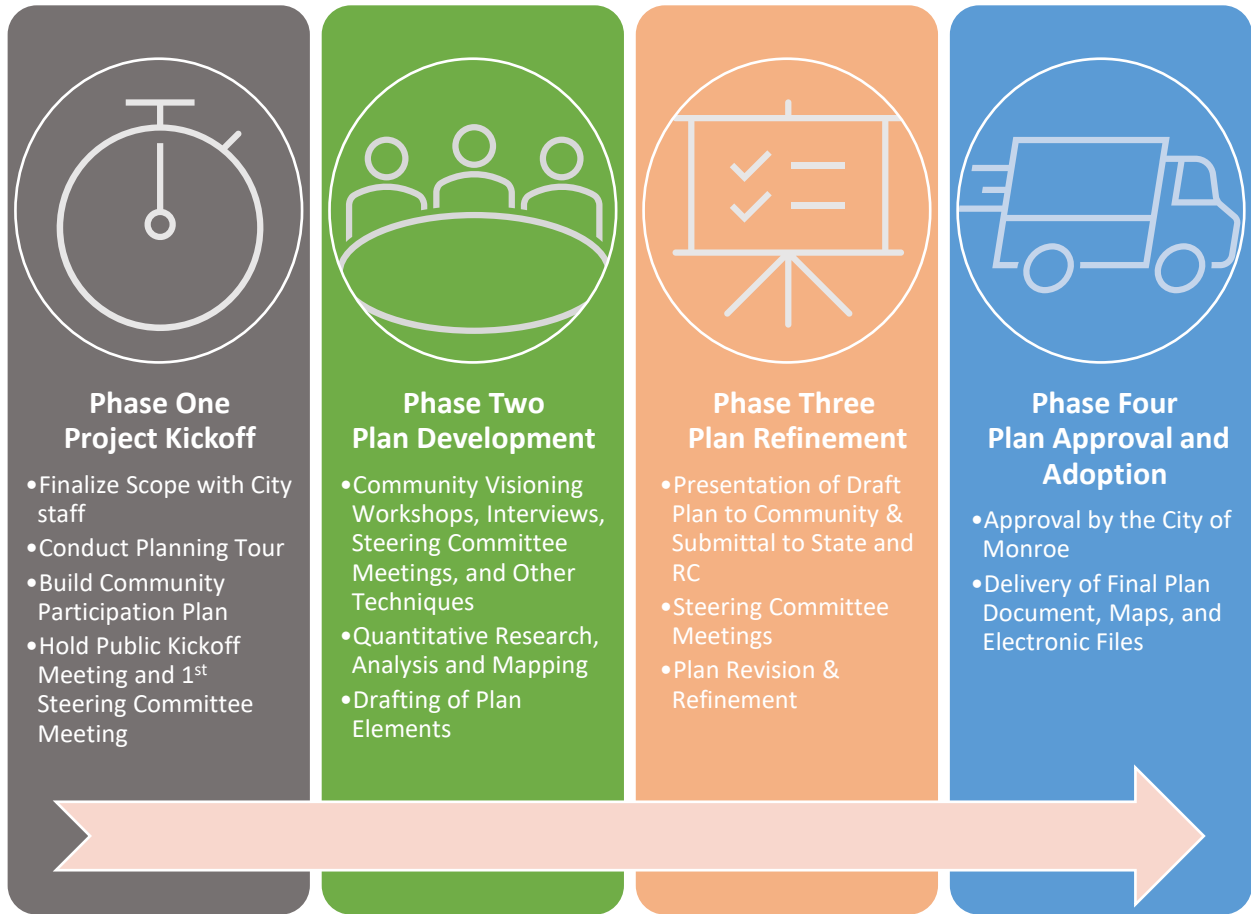 Phase One
Project Kickoff
•Finalize Scope with City
staff
•Conduct Planning Tour
•Build Community
Participation Plan
•Hold Public Kickoff
Meeting and 1st
Steering Committee
Meeting
Phase Two
Plan Development
•Community Visioning
Workshops, Interviews,
Steering Committee
Meetings, and Other
Techniques
•Quantitative Research,
Analysis and Mapping
•Drafting of Plan
Elements
Phase Three
Plan Refinement
•Presentation of Draft
Plan to Community &
Submittal to State and
RC
•Steering Committee
Meetings
•Plan Revision &
Refinement
Phase Four
Plan Approval and
Adoption
•Approval by the City of
Monroe
•Delivery of Final Plan
Document, Maps, and
Electronic Files